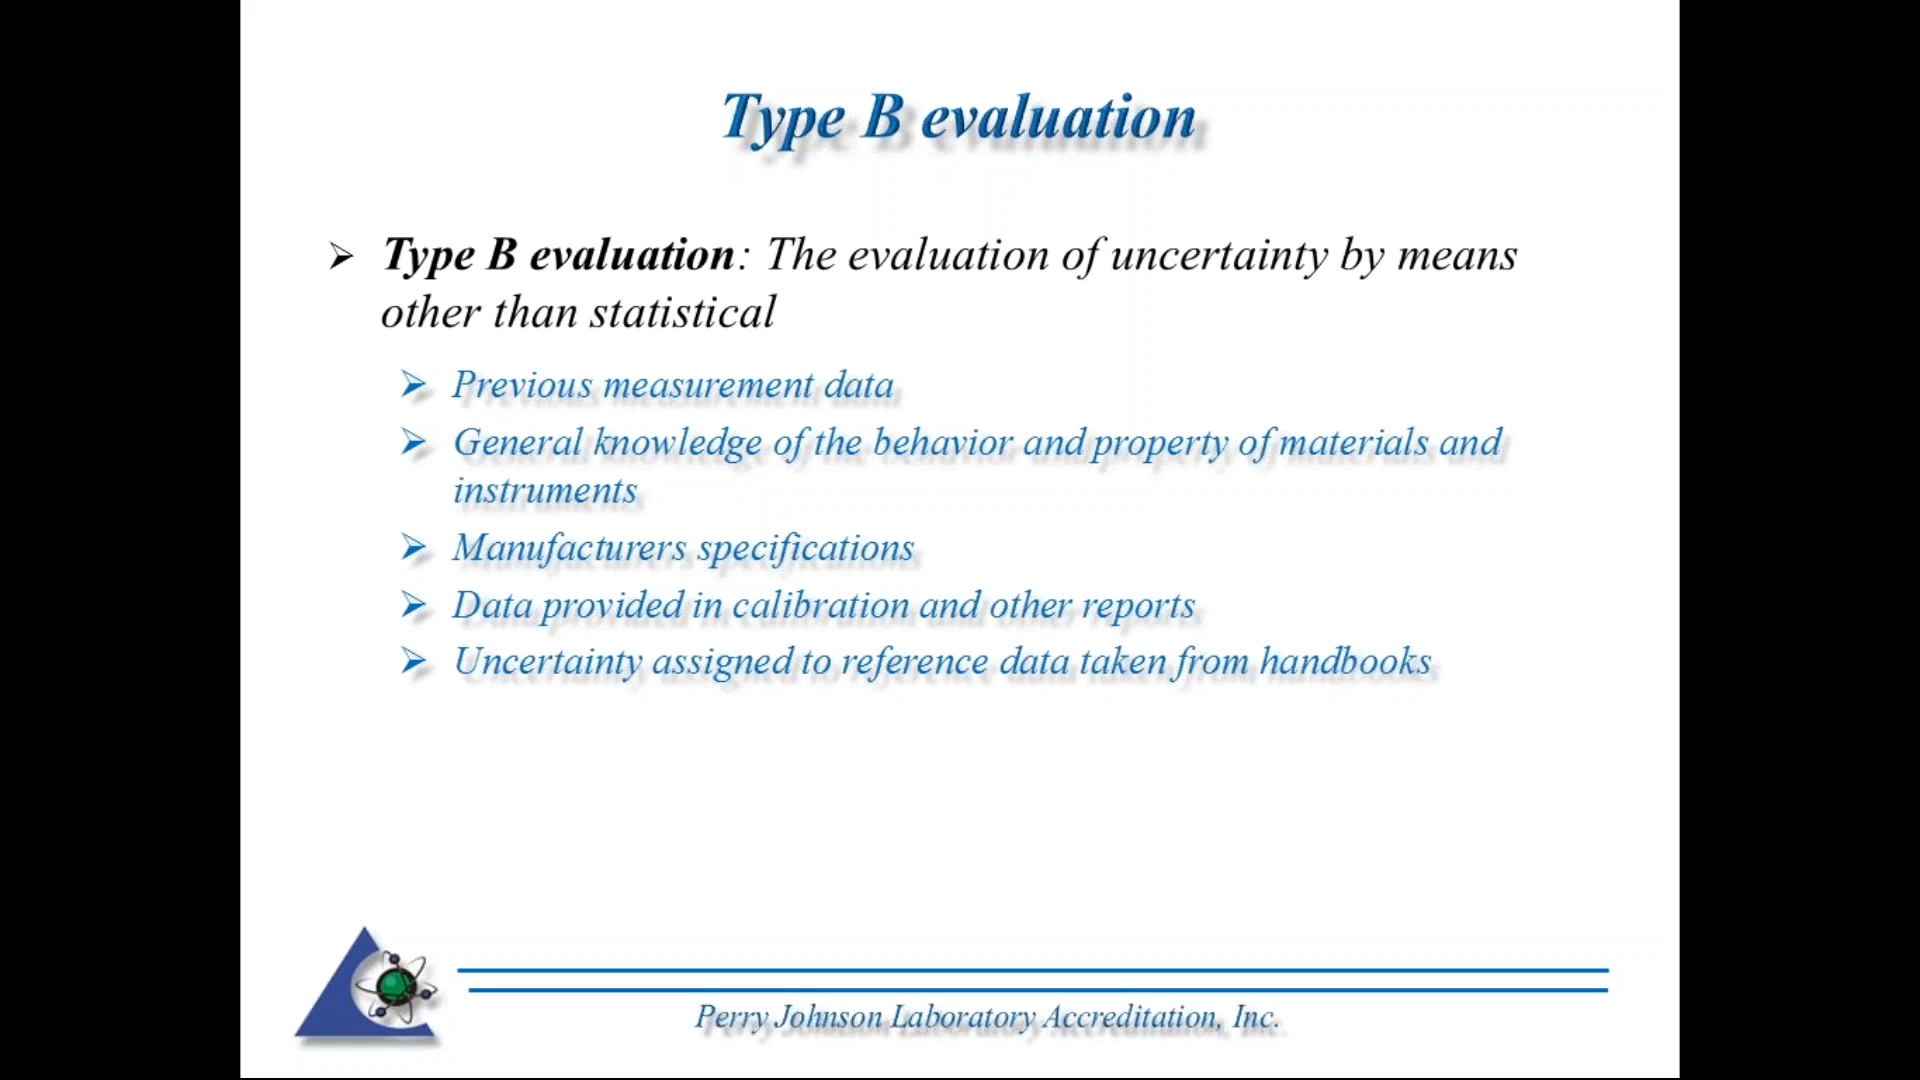 Type B evaluation
Type B evaluation: The evaluation of uncertainty by means
other than statistical
Previous measurement data
General knowledge of the behavior and property of materials and
instruments
Manufacturers specifications
Data provided in calibration and other reports
Uncertainty assigned to reference data taken from handbooks
Perry Johnson Laboratory Accreditation, Inc.